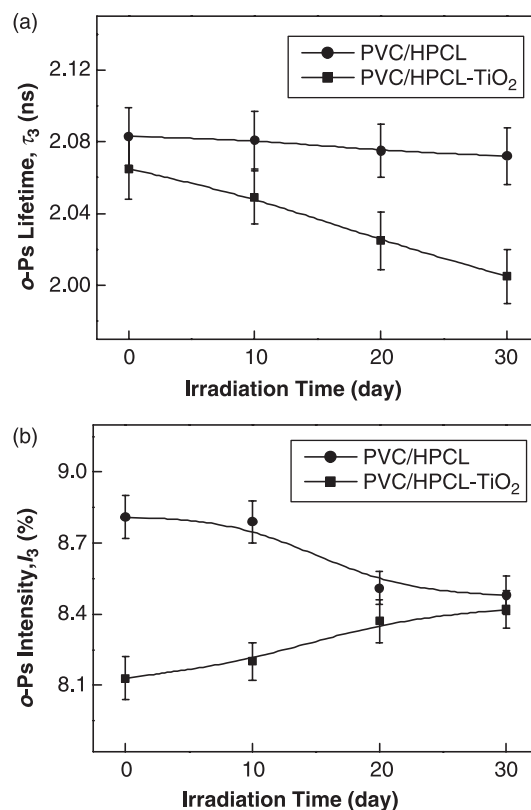 (a)
2.12
2.08
2.04
2.00
o-Ps Lifetime, τ₃ (ns)
PVC/HPCL
PVC/HPCL-TiO₂
0 10 20 30
Irradiation Time (day)
(b)
9.0
8.7
8.4
8.1
o-Ps Intensity,I₃ (%)
PVC/HPCL
PVC/HPCL-TiO₂
0 10 20 30
Irradiation Time (day)